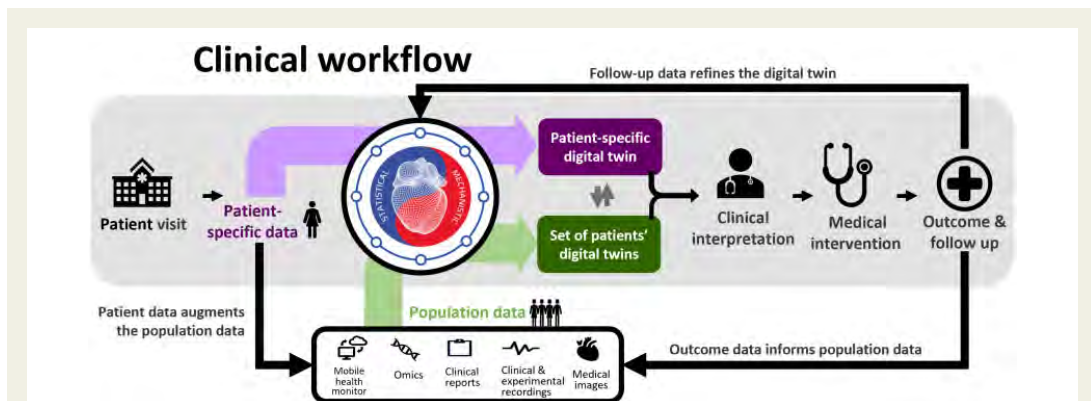 Clinical workflow
Follow-up data refines the digital twin
Patient visit
Patient-
specific data
STATISTICAL
MECHANISTIC
Patient-specific
digital twin
Set of patients'
digital twins
Clinical
interpretation
Medical
intervention
Outcome &
follow up
Patient data augments
the population data
Population data
Outcome data informs population data
Mobile
health
monitor
Omics
Clinical
reports
Clinical &
experimental
recordings
Medical
images